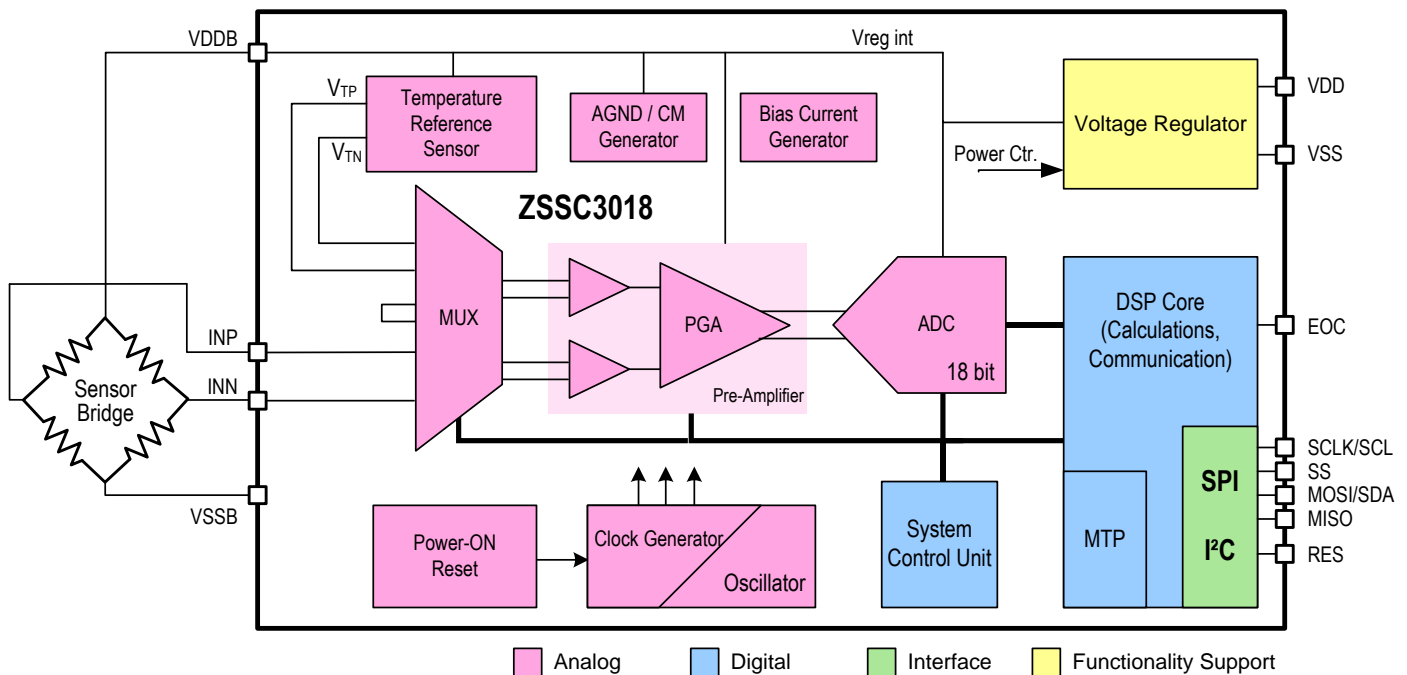 VDDB
Vreg int
VTP
Temperature
Reference
Sensor
VTN
AGND / CM
Generator
Bias Current
Generator
Voltage Regulator
VDD
VSS
Power Ctr.
ZSSC3018
MUX
PGA
Pre-Amplifier
ADC
18 bit
DSP Core
(Calculations,
Communication)
EOC
INP
INN
Sensor
Bridge
VSSB
Power-ON
Reset
Clock Generator
Oscillator
System
Control Unit
MTP
SPI
I²C
SCLK/SCL
SS
MOSI/SDA
MISO
RES
Analog
Digital
Interface
Functionality Support